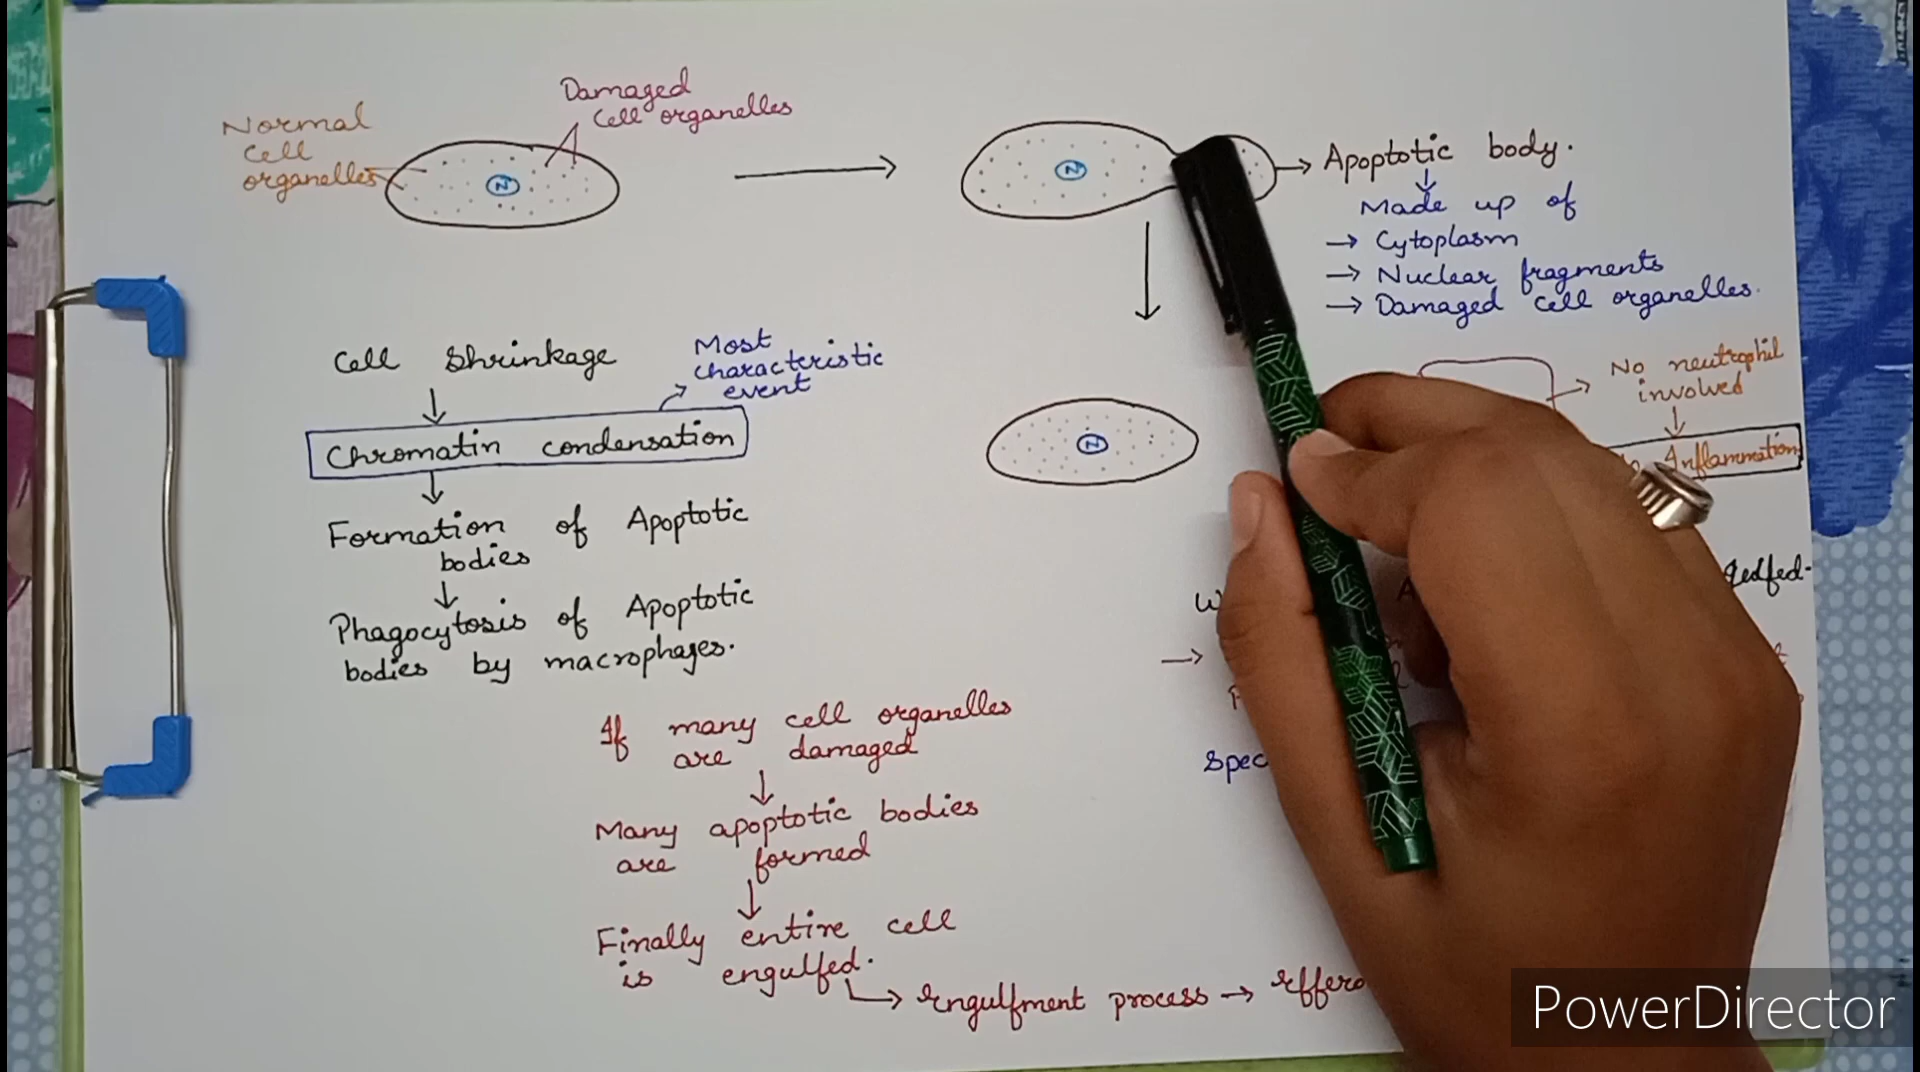 Normal
cell
organelles
Damaged
cell organelles
N
N
Apoptotic body.
Made up of
→ Cytoplasm
→ Nuclear fragments
→ Damaged cell organelles.
Cell shrinkage
Most
characteristic
event
Chromatin condensation
Formation of Apoptotic
bodies
Phagocytosis of Apoptotic
bodies by macrophages.
N
No neutrophil
involved
Inflammation
If many cell organelles
are damaged
Many apoptotic bodies
are formed
Finally entire cell
is engulfed.
Engulfment process →
PowerDirector